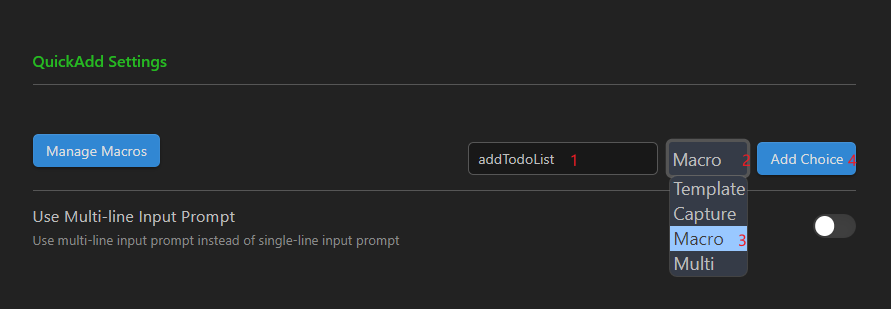 QuickAdd Settings
Manage Macros
addTodoList 1
Macro 2
Add Choice 4
Template
Capture
Macro 3
Multi
Use Multi-line Input Prompt
Use multi-line input prompt instead of single-line input prompt